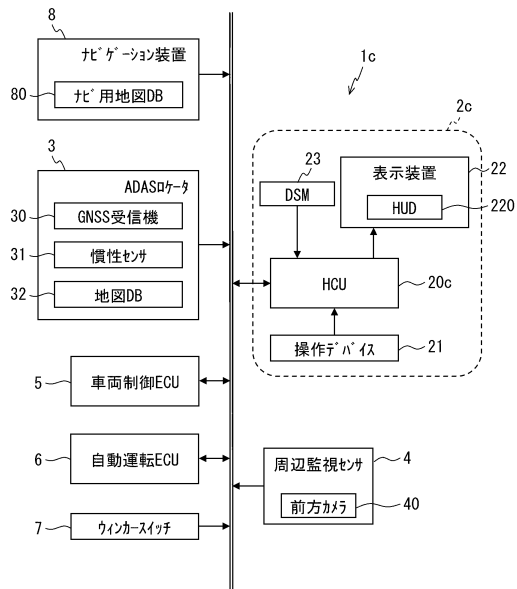 8
ナビゲーション装置
80
ナビ用地図DB
1c
2c
3
ADASロケータ
30
GNSS受信機
31
慣性センサ
32
地図DB
23
DSM
表示装置
22
HUD
220
HCU
20c
操作デバイス
21
5
車両制御ECU
6
自動運転ECU
7
ウィンカースイッチ
周辺監視センサ
4
前方カメラ
40